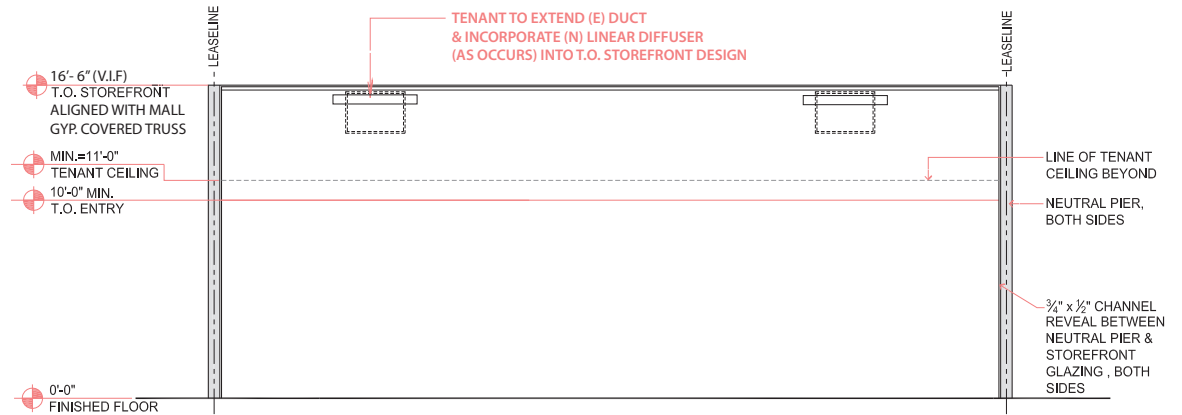 LEASELINE
TENANT TO EXTEND (E) DUCT
& INCORPORATE (N) LINEAR DIFFUSER
(AS OCCURS) INTO T.O. STOREFRONT DESIGN
LEASELINE
16'- 6" (V.I.F)
T.O. STOREFRONT
ALIGNED WITH MALL
GYP. COVERED TRUSS
MIN.=11'-0"
TENANT CEILING
10'-0" MIN.
T.O. ENTRY
LINE OF TENANT
CEILING BEYOND
NEUTRAL PIER,
BOTH SIDES
¾" x ½" CHANNEL
REVEAL BETWEEN
NEUTRAL PIER &
STOREFRONT
GLAZING , BOTH
SIDES
0'-0"
FINISHED FLOOR